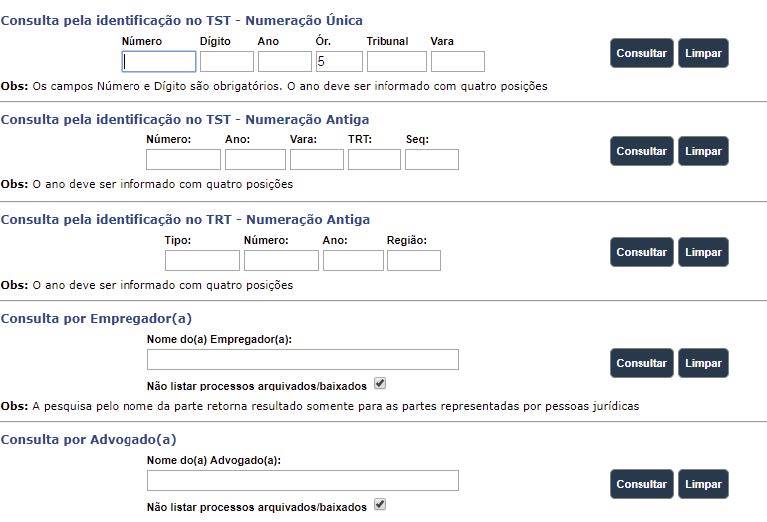 Consulta pela identificação no TST - Numeração Única
Número Dígito Ano Ór. Tribunal Vara
5 Consultar Limpar
Obs: Os campos Número e Dígito são obrigatórios. O ano deve ser informado com quatro posições
Consulta pela identificação no TST - Numeração Antiga
Número: Ano: Vara: TRT: Seq:
Consultar Limpar
Obs: O ano deve ser informado com quatro posições
Consulta pela identificação no TRT - Numeração Antiga
Tipo: Número: Ano: Região:
Consultar Limpar
Obs: O ano deve ser informado com quatro posições
Consulta por Empregador(a)
Nome do(a) Empregador(a):
Consultar Limpar
Não listar processos arquivados/baixados
Obs: A pesquisa pelo nome da parte retorna resultado somente para as partes representadas por pessoas jurídicas
Consulta por Advogado(a)
Nome do(a) Advogado(a):
Consultar Limpar
Não listar processos arquivados/baixados